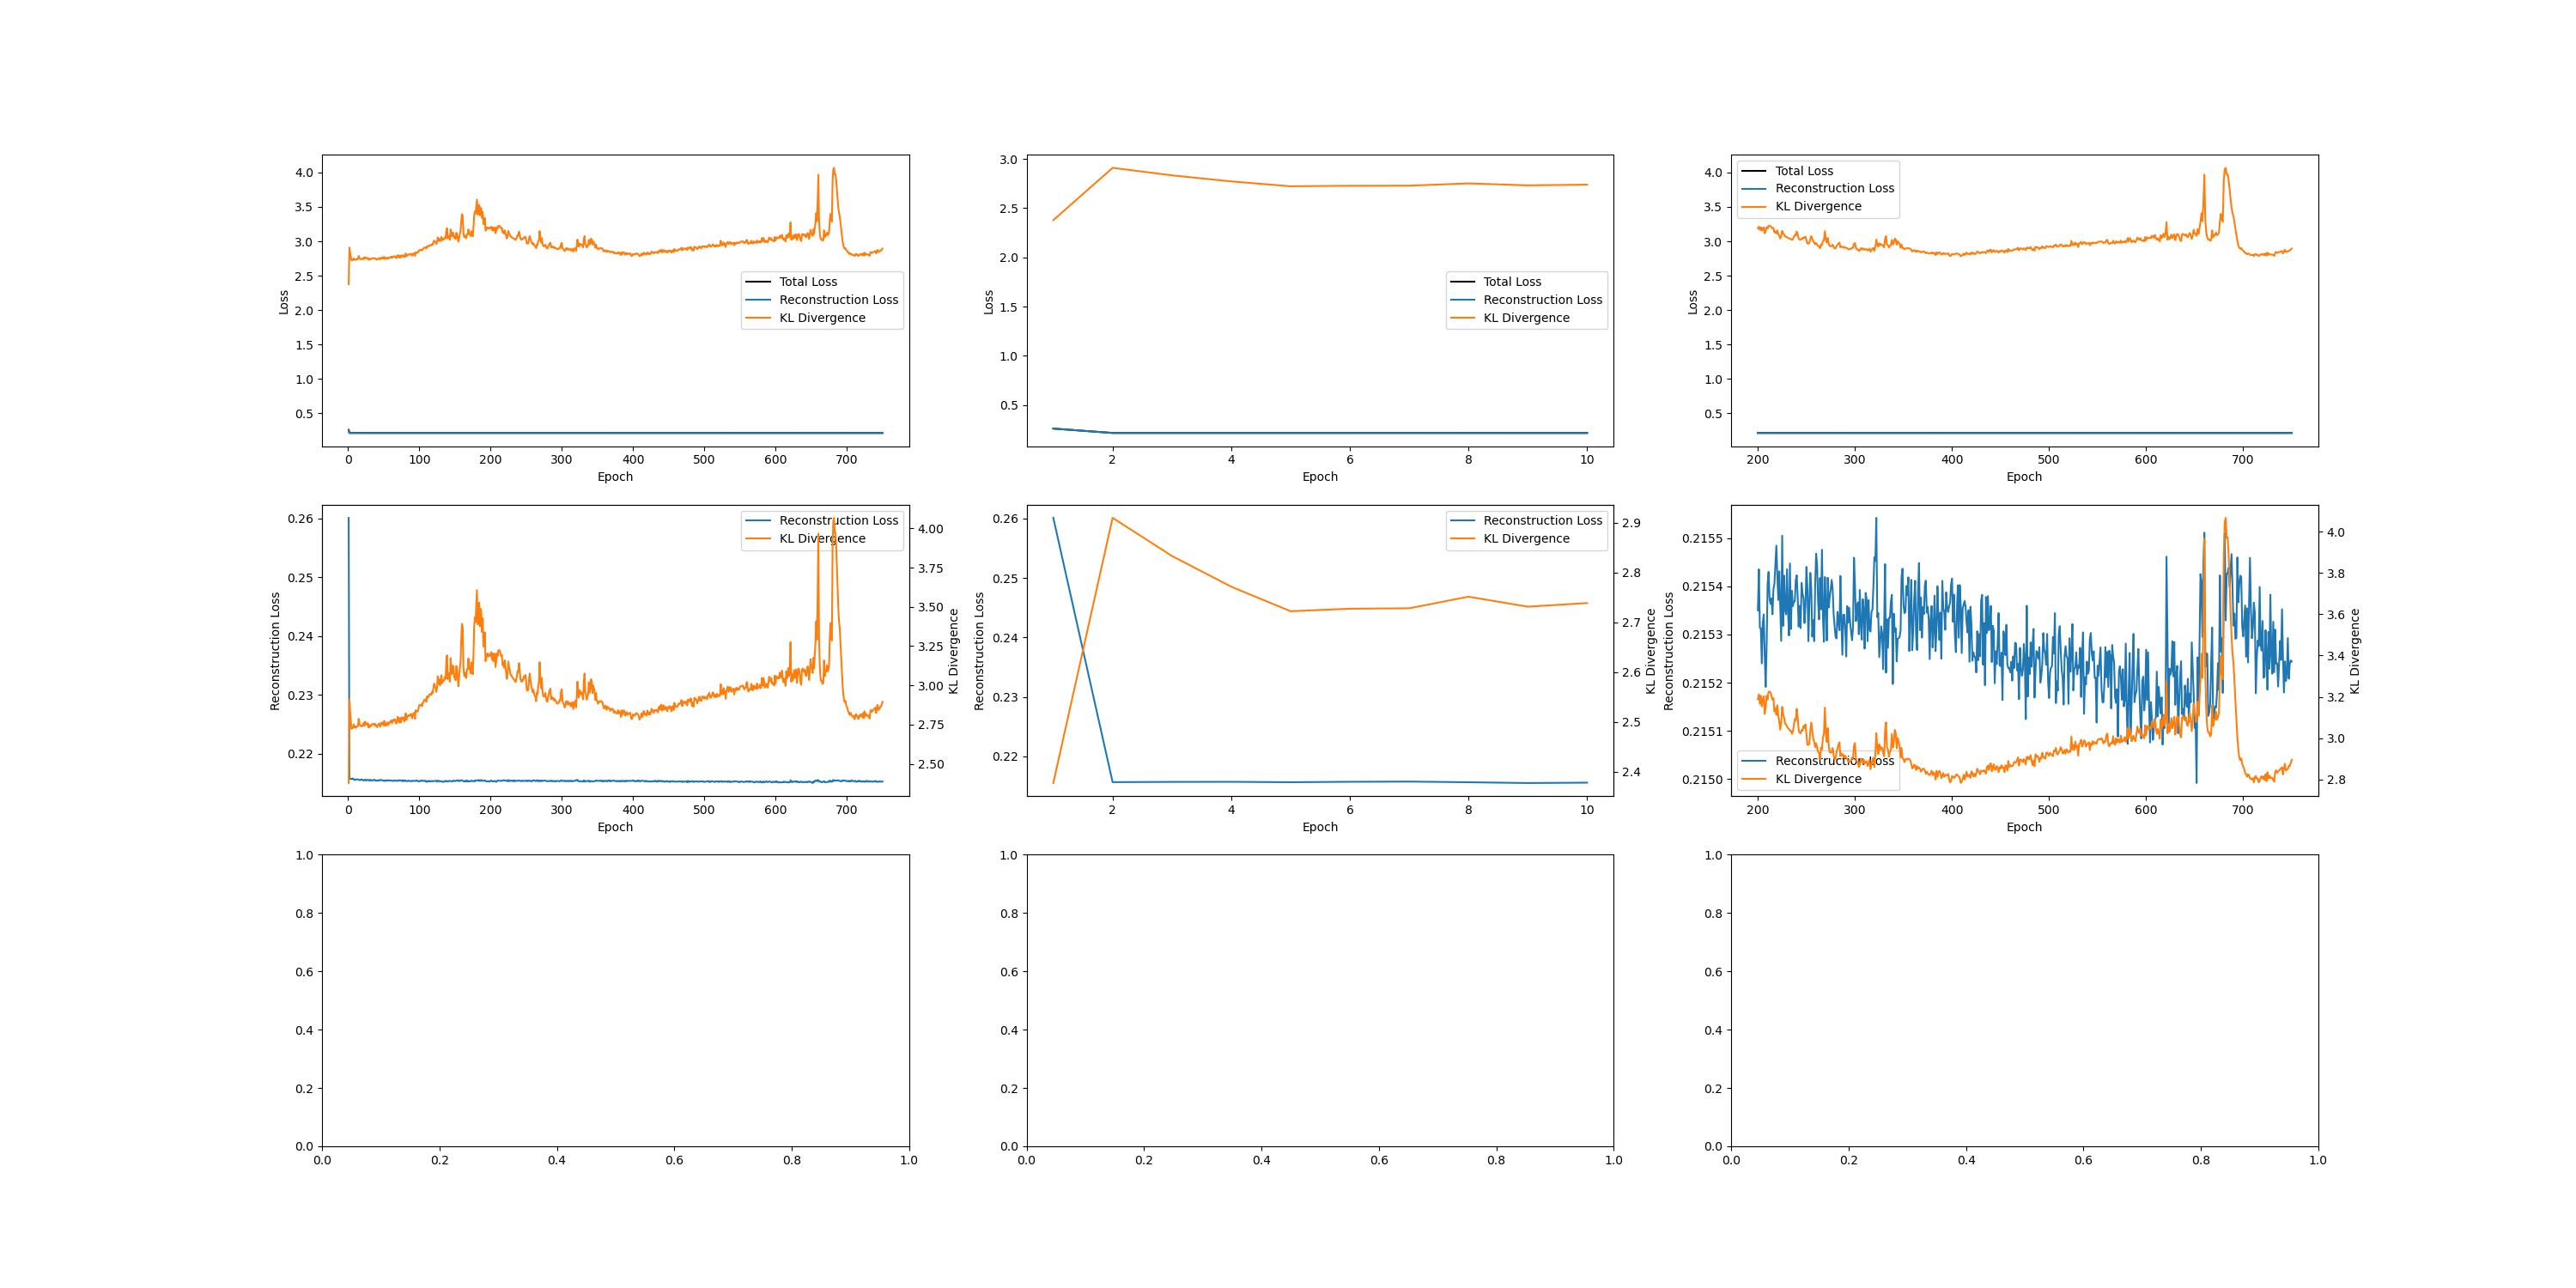 4.0
3.5
3.0
2.5
2.0
1.5
1.0
0.5
Loss
Total Loss
Reconstruction Loss
KL Divergence
0 100 200 300 400 500 600 700
Epoch
3.0
2.5
2.0
1.5
1.0
0.5
Loss
Total Loss
Reconstruction Loss
KL Divergence
2 4 6 8 10
Epoch
Total Loss
Reconstruction Loss
KL Divergence
4.0
3.5
3.0
2.5
2.0
1.5
1.0
0.5
Loss
200 300 400 500 600 700
Epoch
0.26
0.25
0.24
0.23
0.22
Reconstruction Loss
Reconstruction Loss
KL Divergence
4.00
3.75
3.50
3.25
3.00
2.75
2.50
KL Divergence
0 100 200 300 400 500 600 700
Epoch
0.26
0.25
0.24
0.23
0.22
Reconstruction Loss
Reconstruction Loss
KL Divergence
2.9
2.8
2.7
2.6
2.5
2.4
KL Divergence
2 4 6 8 10
Epoch
0.2155
0.2154
0.2153
0.2152
0.2151
0.2150
Reconstruction Loss
Reconstruction Loss
KL Divergence
4.0
3.8
3.6
3.4
3.2
3.0
2.8
KL Divergence
200 300 400 500 600 700
Epoch
1.0
0.8
0.6
0.4
0.2
0.0
0.0 0.2 0.4 0.6 0.8 1.0
1.0
0.8
0.6
0.4
0.2
0.0
0.0 0.2 0.4 0.6 0.8 1.0
1.0
0.8
0.6
0.4
0.2
0.0
0.0 0.2 0.4 0.6 0.8 1.0